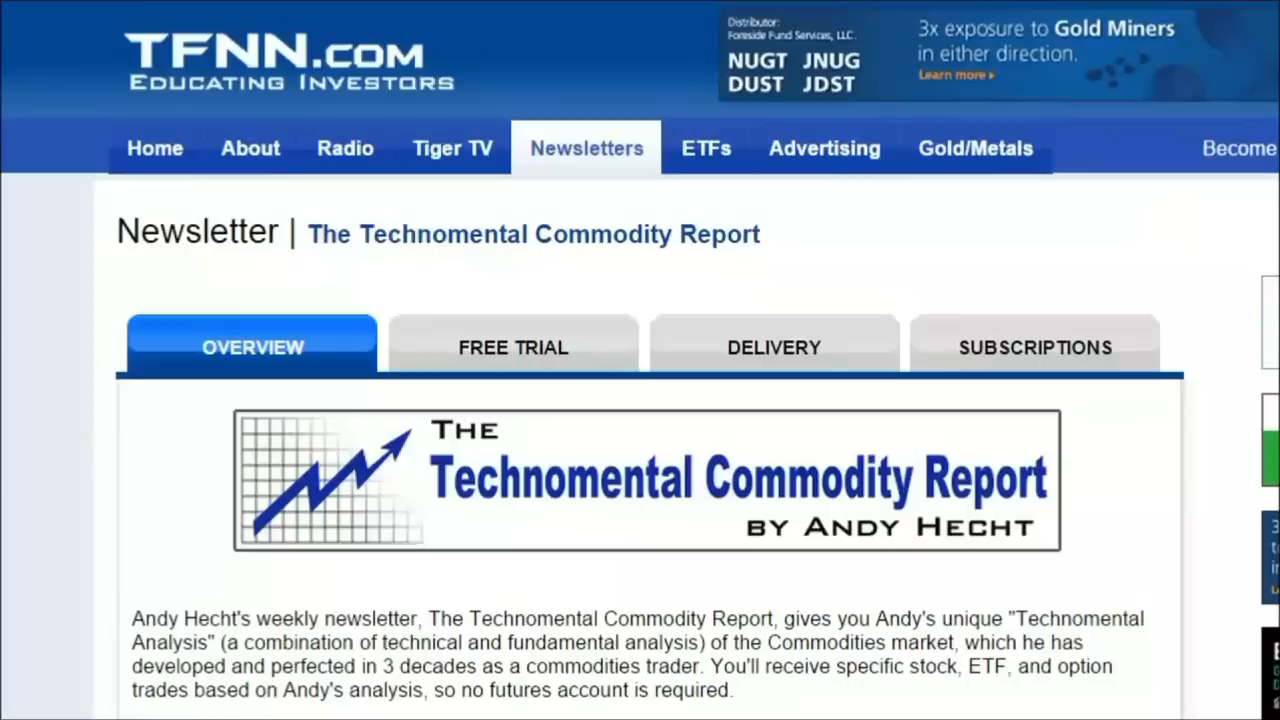 TFNN.COM
EDUCATING INVESTORS
Distributor:
Foreside Fund Services, LLC.
NUGT JNUG
DUST JDST
3x exposure to Gold Miners
in either direction.
Learn more
Home About Radio Tiger TV Newsletters ETFs Advertising Gold/Metals Become
Newsletter | The Technomental Commodity Report
OVERVIEW FREE TRIAL DELIVERY SUBSCRIPTIONS
THE
Technomental Commodity Report
BY ANDY HECHT
Andy Hecht's weekly newsletter, The Technomental Commodity Report, gives you Andy's unique "Technomental
Analysis" (a combination of technical and fundamental analysis) of the Commodities market, which he has
developed and perfected in 3 decades as a commodities trader. You'll receive specific stock, ETF, and option
trades based on Andy's analysis, so no futures account is required.